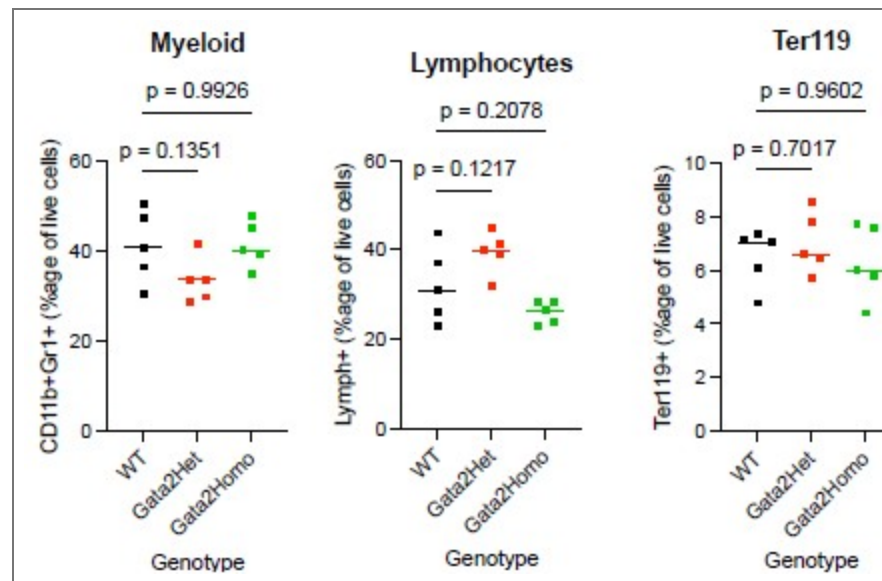 Myeloid
p = 0.9926
p = 0.1351
60
40
20
0
CD11b+Gr1+ (%age of live cells)
WT
Gata2Het
Gata2Homo
Genotype
Lymphocytes
p = 0.2078
p = 0.1217
60
40
20
0
Lymph+ (%age of live cells)
WT
Gata2Het
Gata2Homo
Genotype
Ter119
p = 0.9602
p = 0.7017
10
8
6
4
2
0
Ter119+ (%age of live cells)
WT
Gata2Het
Gata2Homo
Genotype